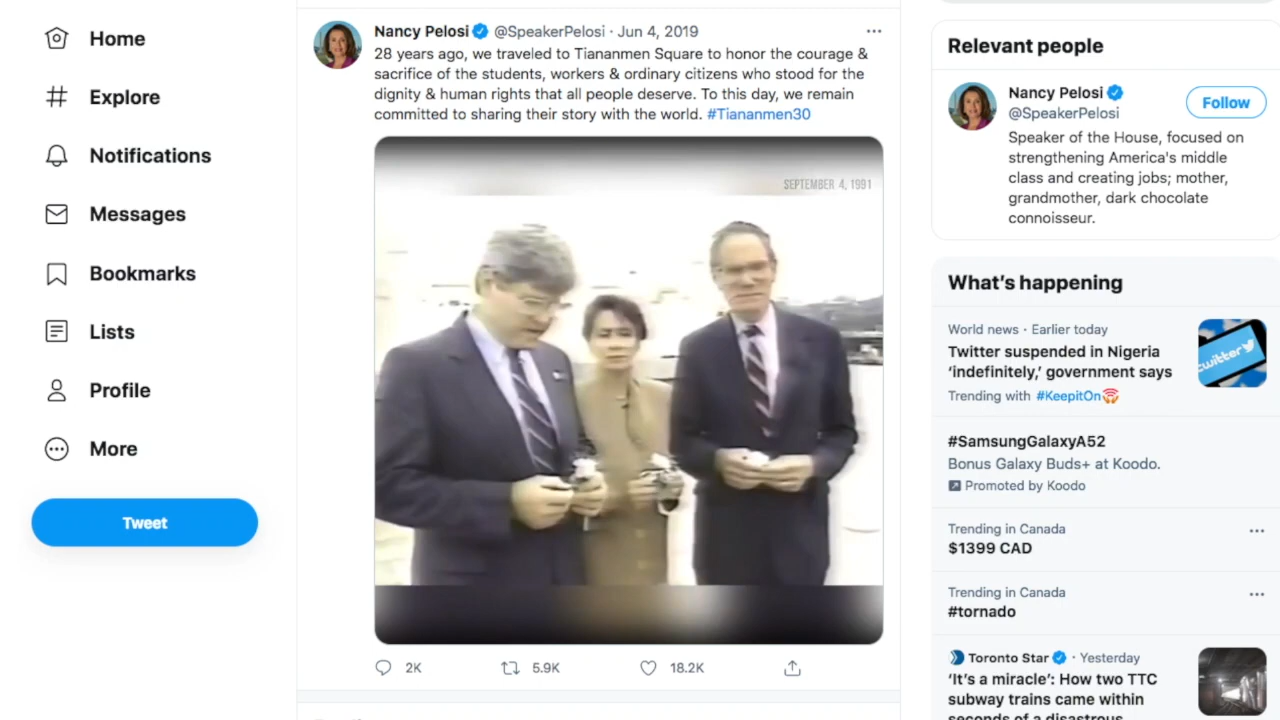 Home
Explore
Notifications
Messages
Bookmarks
Lists
Profile
More
Tweet
Nancy Pelosi @SpeakerPelosi · Jun 4, 2019
28 years ago, we traveled to Tiananmen Square to honor the courage &
sacrifice of the students, workers & ordinary citizens who stood for the
dignity & human rights that all people deserve. To this day, we remain
committed to sharing their story with the world. #Tiananmen30
SEPTEMBER 4, 1991
2K 5.9K 18.2K
Relevant people
Nancy Pelosi
@SpeakerPelosi
Follow
Speaker of the House, focused on
strengthening America's middle
class and creating jobs; mother,
grandmother, dark chocolate
connoisseur.
What's happening
World news · Earlier today
Twitter suspended in Nigeria
'indefinitely,' government says
Trending with #KeepitOn
twitter
#SamsungGalaxyA52
Bonus Galaxy Buds+ at Koodo.
Promoted by Koodo
Trending in Canada
$1399 CAD
Trending in Canada
#tornado
Toronto Star · Yesterday
'It's a miracle': How two TTC
subway trains came within
seconds of a disastrous